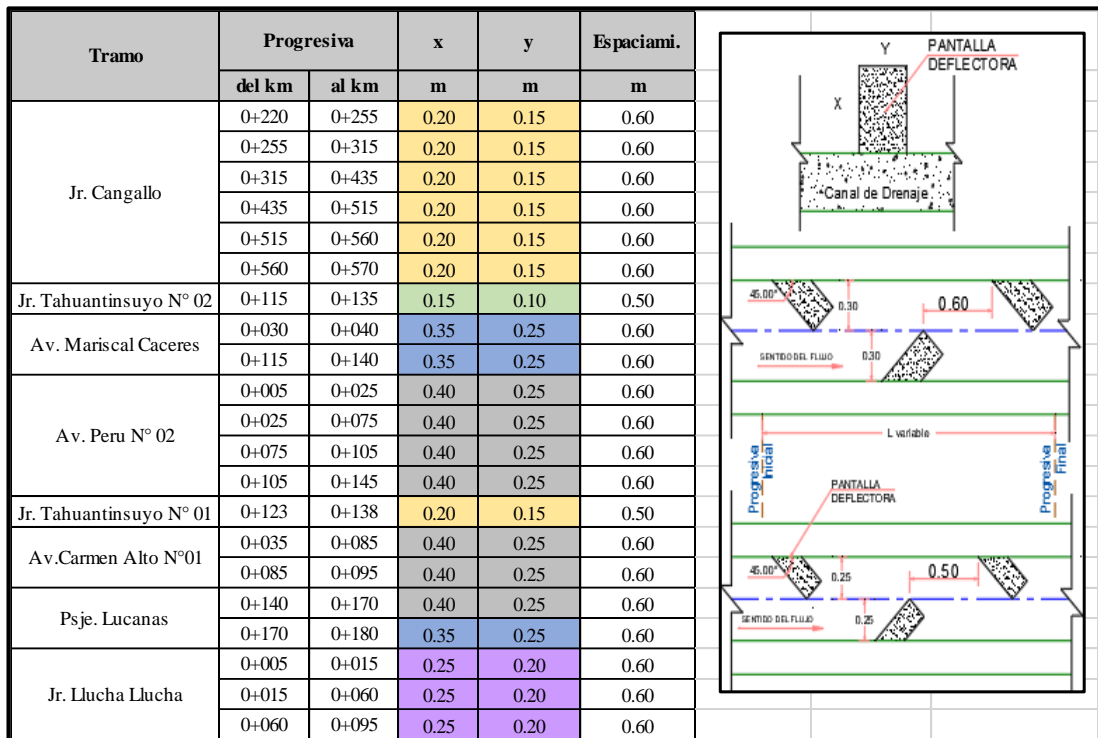 Tramo Progresiva x y Espaciami.
del km al km m m m
Jr. Cangallo
0+220 0+255 0.20 0.15 0.60
0+255 0+315 0.20 0.15 0.60
0+315 0+435 0.20 0.15 0.60
0+435 0+515 0.20 0.15 0.60
0+515 0+560 0.20 0.15 0.60
0+560 0+570 0.20 0.15 0.60
Jr. Tahuantinsuyo N° 02 0+115 0+135 0.15 0.10 0.50
Av. Mariscal Caceres
0+030 0+040 0.35 0.25 0.60
0+115 0+140 0.35 0.25 0.60
Av. Peru N° 02
0+005 0+025 0.40 0.25 0.60
0+025 0+075 0.40 0.25 0.60
0+075 0+105 0.40 0.25 0.60
0+105 0+145 0.40 0.25 0.60
Jr. Tahuantinsuyo N° 01 0+123 0+138 0.20 0.15 0.50
Av.Carmen Alto N°01
0+035 0+085 0.40 0.25 0.60
0+085 0+095 0.40 0.25 0.60
Psje. Lucanas
0+140 0+170 0.40 0.25 0.60
0+170 0+180 0.35 0.25 0.60
Jr. Llucha Llucha
0+005 0+015 0.25 0.20 0.60
0+015 0+060 0.25 0.20 0.60
0+060 0+095 0.25 0.20 0.60
Y
PANTALLA
DEFLECTORA
X
Canal de Drenaje
45.00°
0.30
0.60
SENTIDO DEL FLUJO
0.30
L variable
Progresiva
Inicial
Progresiva
Final
PANTALLA
DEFLECTORA
45.00°
0.25
0.50
SENTIDO DEL FLUJO
0.25